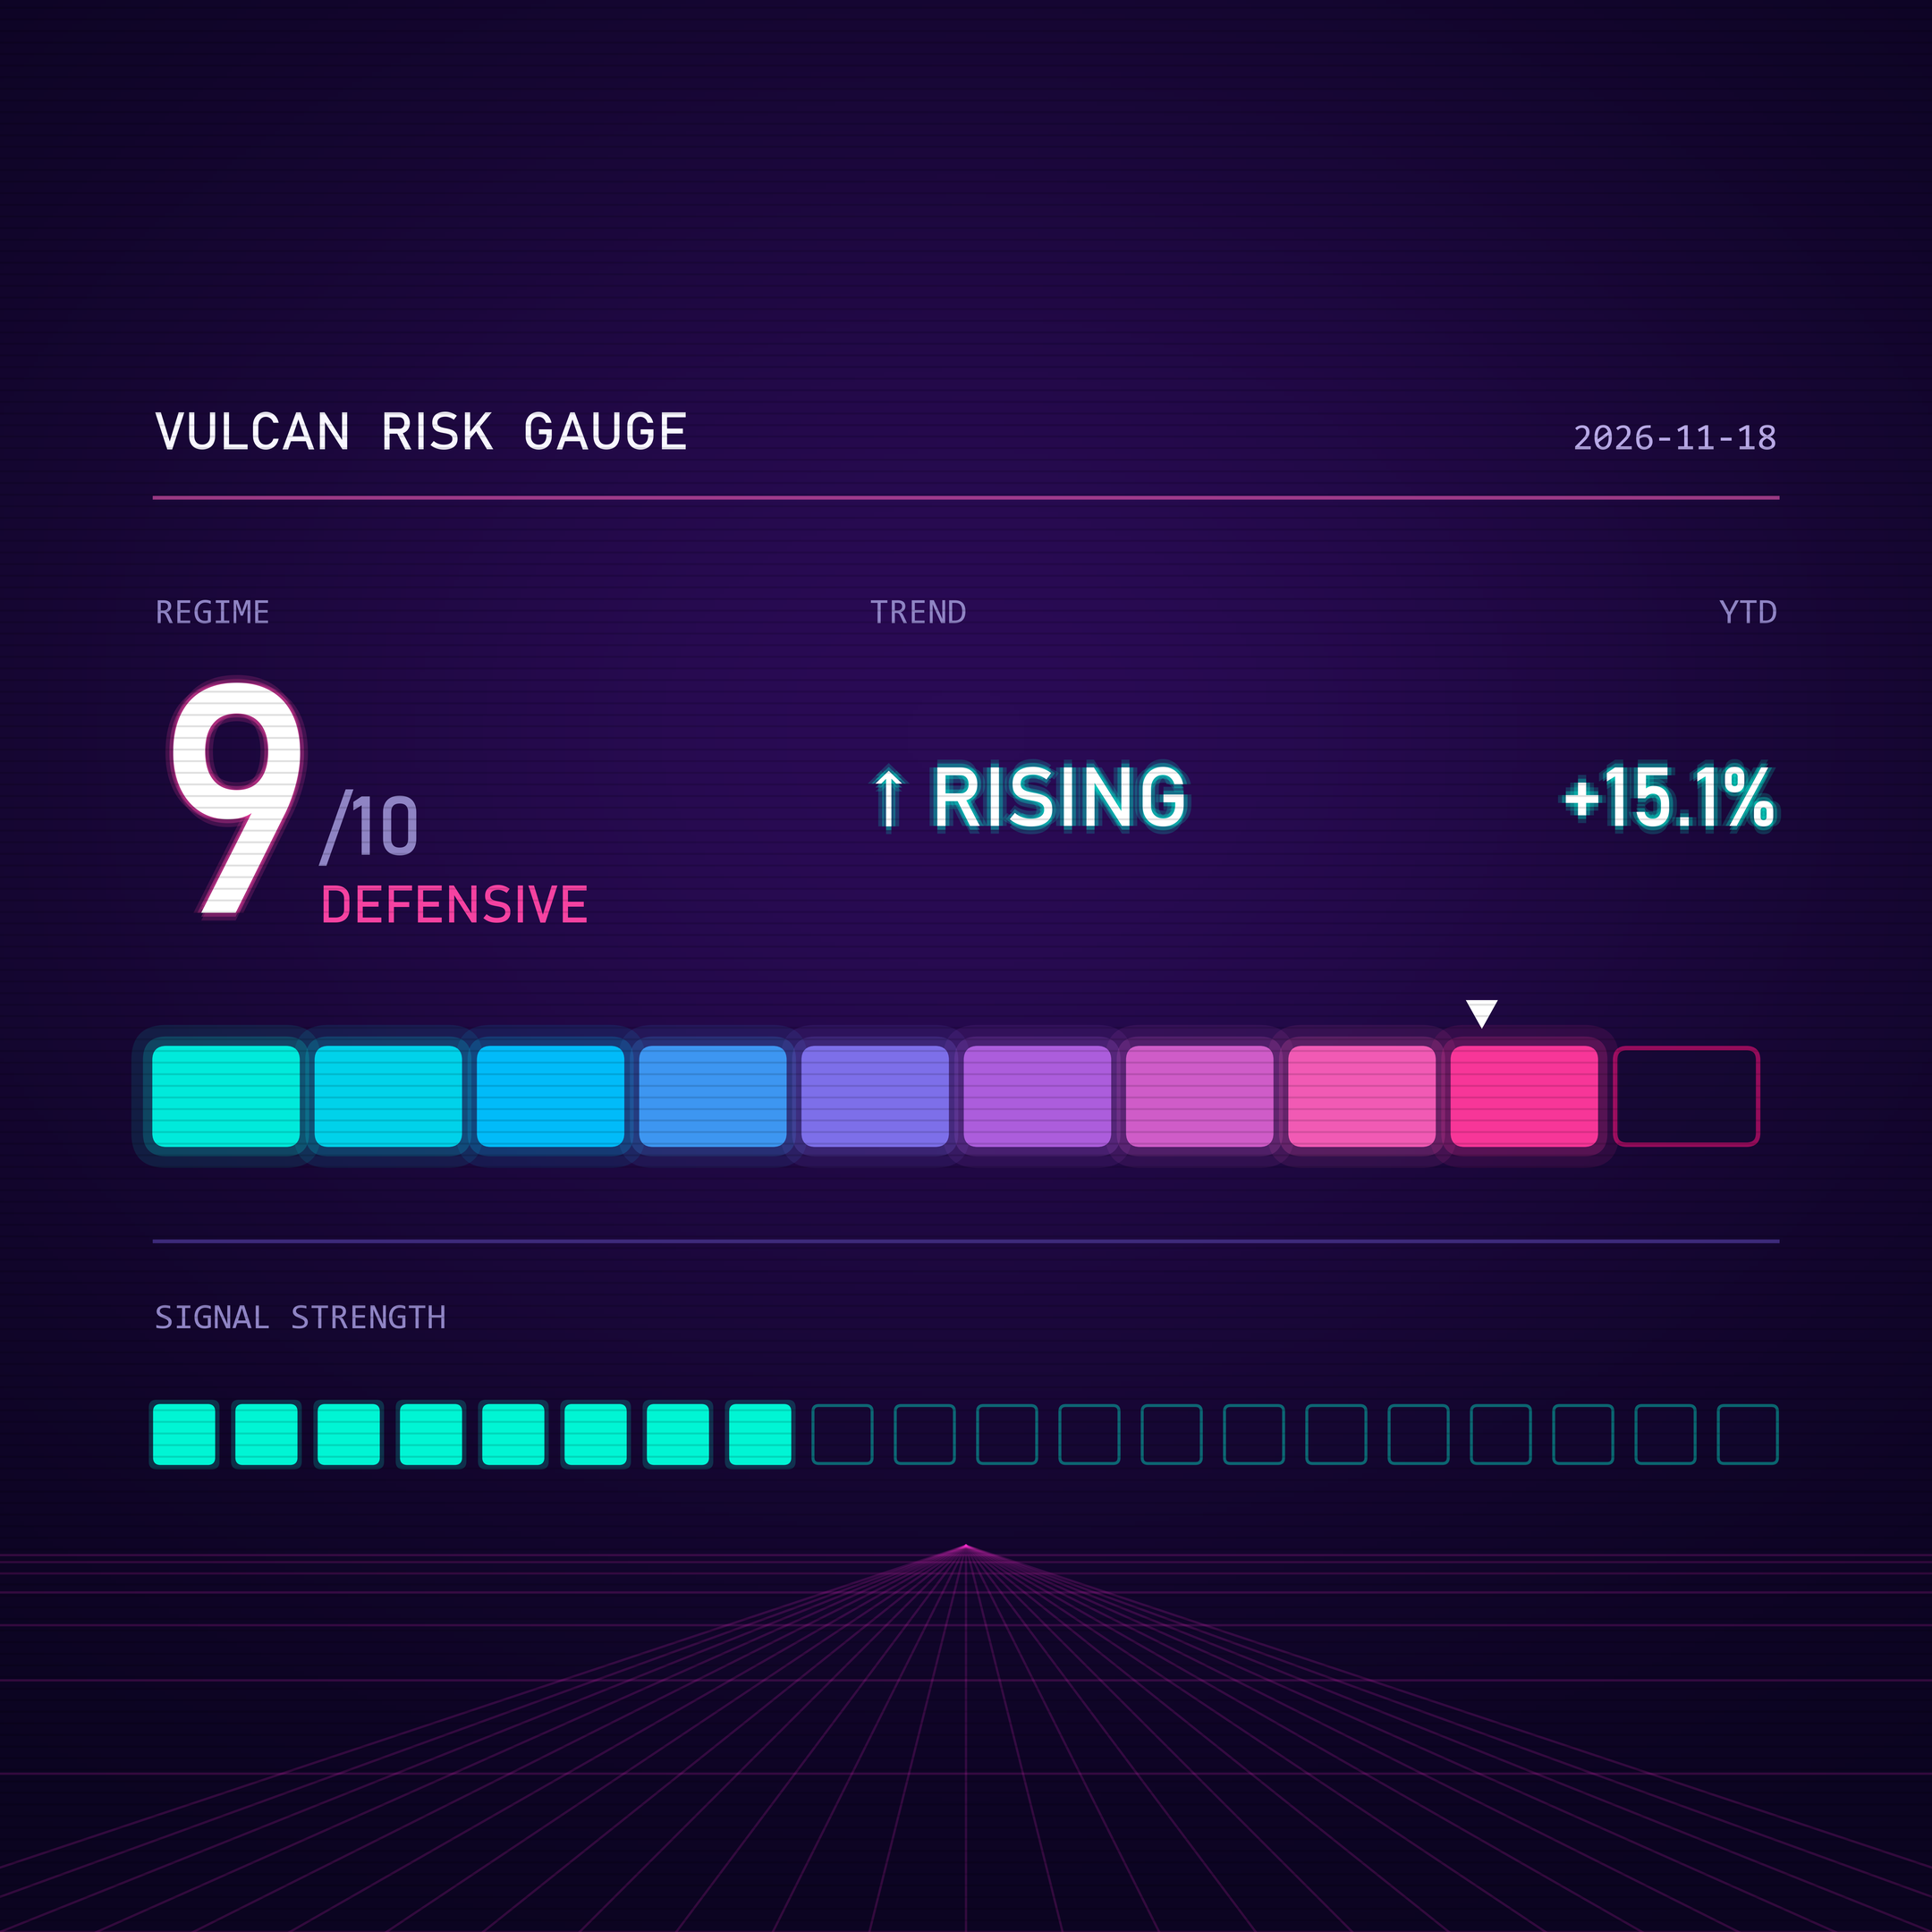 VULCAN RISK GAUGE 2026-11-18
REGIME TREND YTD
9/10 ↑ RISING +15.1%
DEFENSIVE
SIGNAL STRENGTH